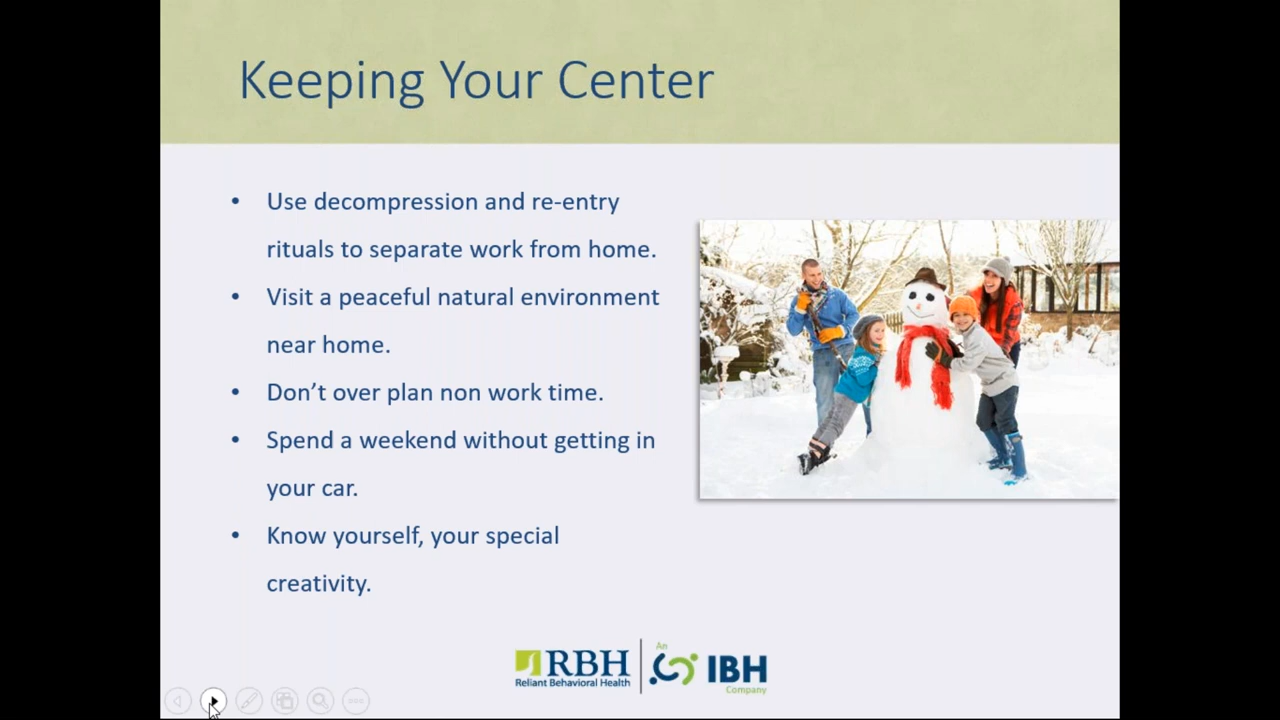 Keeping Your Center
• Use decompression and re-entry
rituals to separate work from home.
• Visit a peaceful natural environment
near home.
• Don’t over plan non work time.
• Spend a weekend without getting in
your car.
• Know yourself, your special
creativity.
RBH
Reliant Behavioral Health
An
IBH
Company